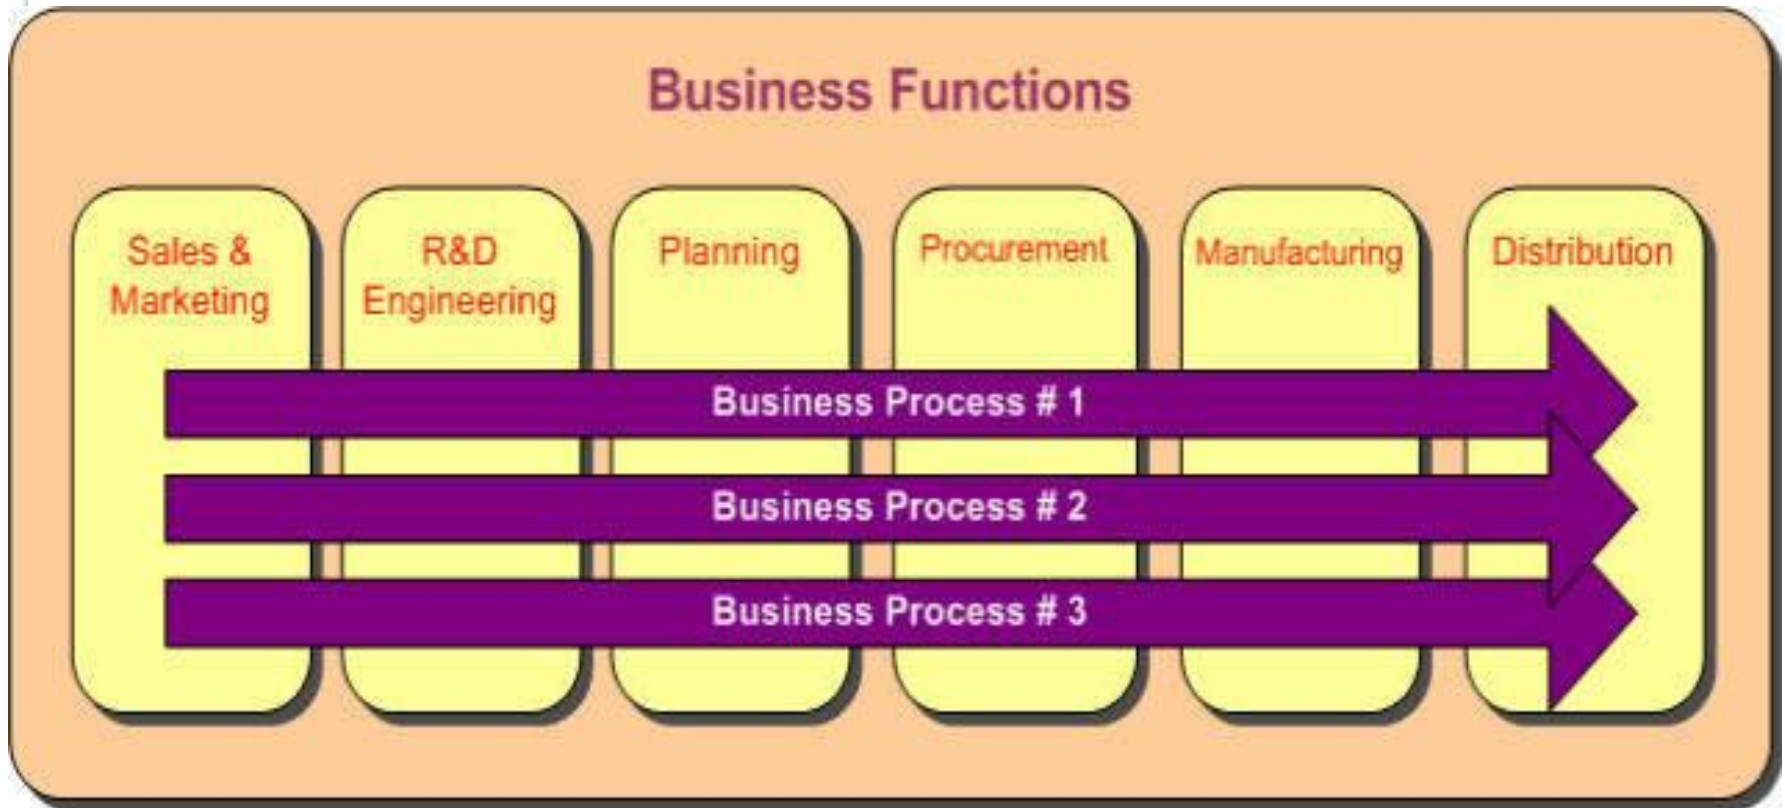 Business Functions
Sales &
Marketing
R&D
Engineering
Planning
Procurement
Manufacturing
Distribution
Business Process # 1
Business Process # 2
Business Process # 3